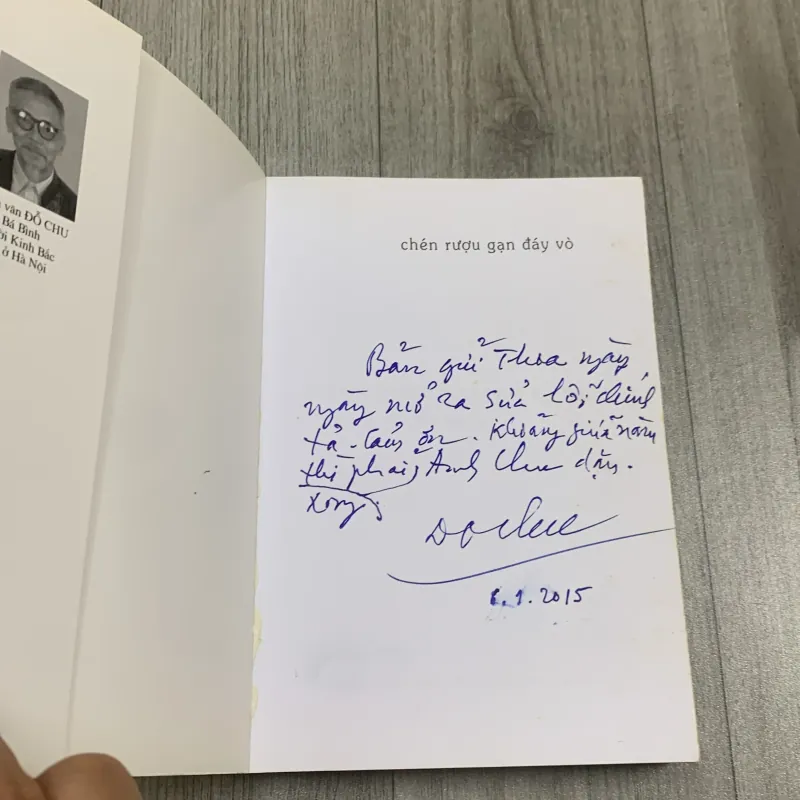 văn ĐỖ CHU
Bá Bình
Kinh Bắc
ở Hà Nội
chén rượu gạn đáy vò
Bản gửi Thoa ngày
ngày mở ra sửa lỗi chính
tả. Cảm ơn. Khoảng giữa năm
thì phải Anh Chu dặn.
xong
Đỗ Chu
1.2015